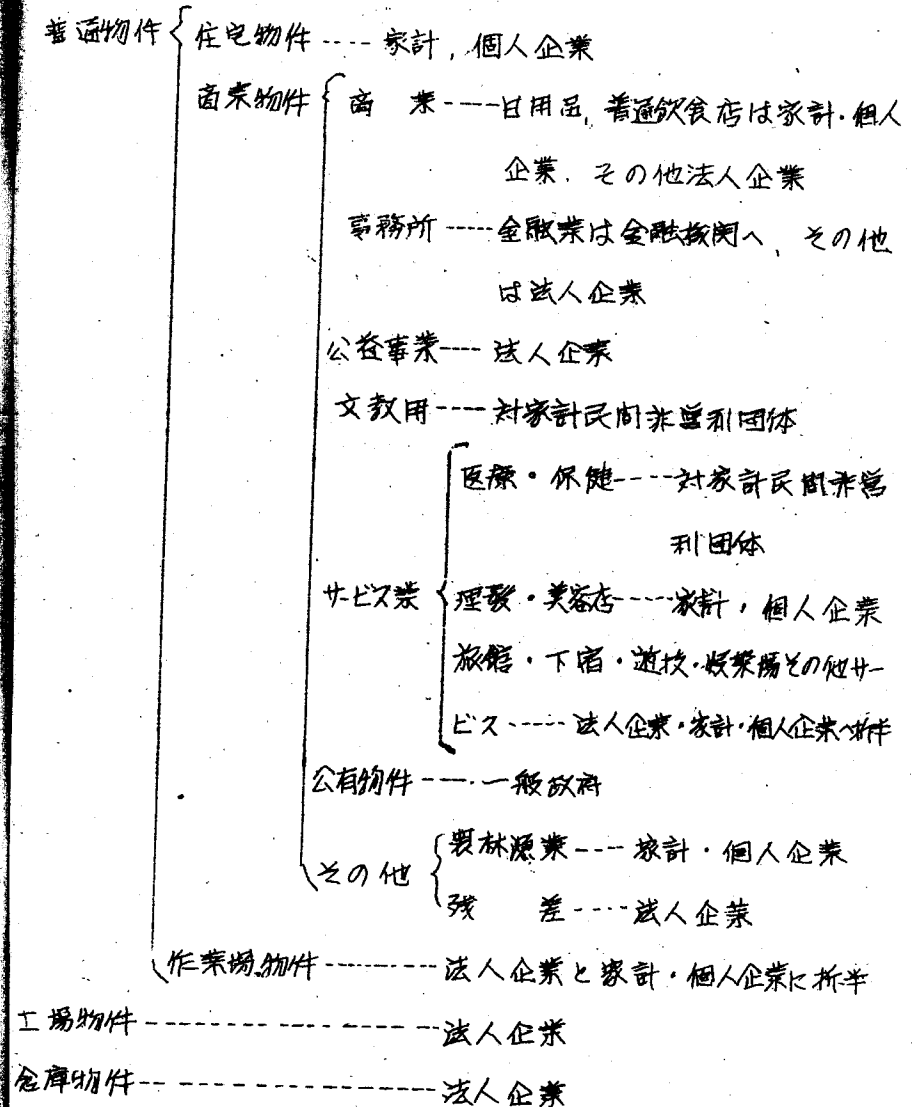 普通物件 住宅物件 ---- 家計，個人企業
商業物件 商　業 ---- 日用品，普通飲食店は家計・個人
企業，その他法人企業
事務所 ----- 金融業は金融機関へ，その他
は法人企業
公益事業 ---- 法人企業
文教用 ---- 対家計民間非営利団体
医療・保健 ---- 対家計民間非営
利団体
サービス業 理髪・美容店 ----- 家計，個人企業
旅館・下宿・遊技・娯楽場その他サー
ビス ----- 法人企業・家計・個人企業へ折半
公有物件 ---- 一般政府
その他 農林漁業 ---- 家計・個人企業
残　差 ---- 法人企業
作業場物件 -------- 法人企業と家計・個人企業に折半
工場物件 ---------------- 法人企業
倉庫物件 ---------------- 法人企業